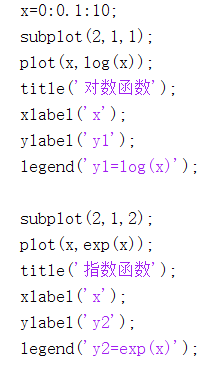 x=0:0.1:10;
subplot(2,1,1);
plot(x,log(x));
title('对数函数');
xlabel('x');
ylabel('y1');
legend('y1=log(x)');
subplot(2,1,2);
plot(x,exp(x));
title('指数函数');
xlabel('x');
ylabel('y2');
legend('y2=exp(x)');